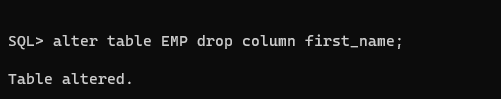 SQL> alter table EMP drop column first_name;
Table altered.